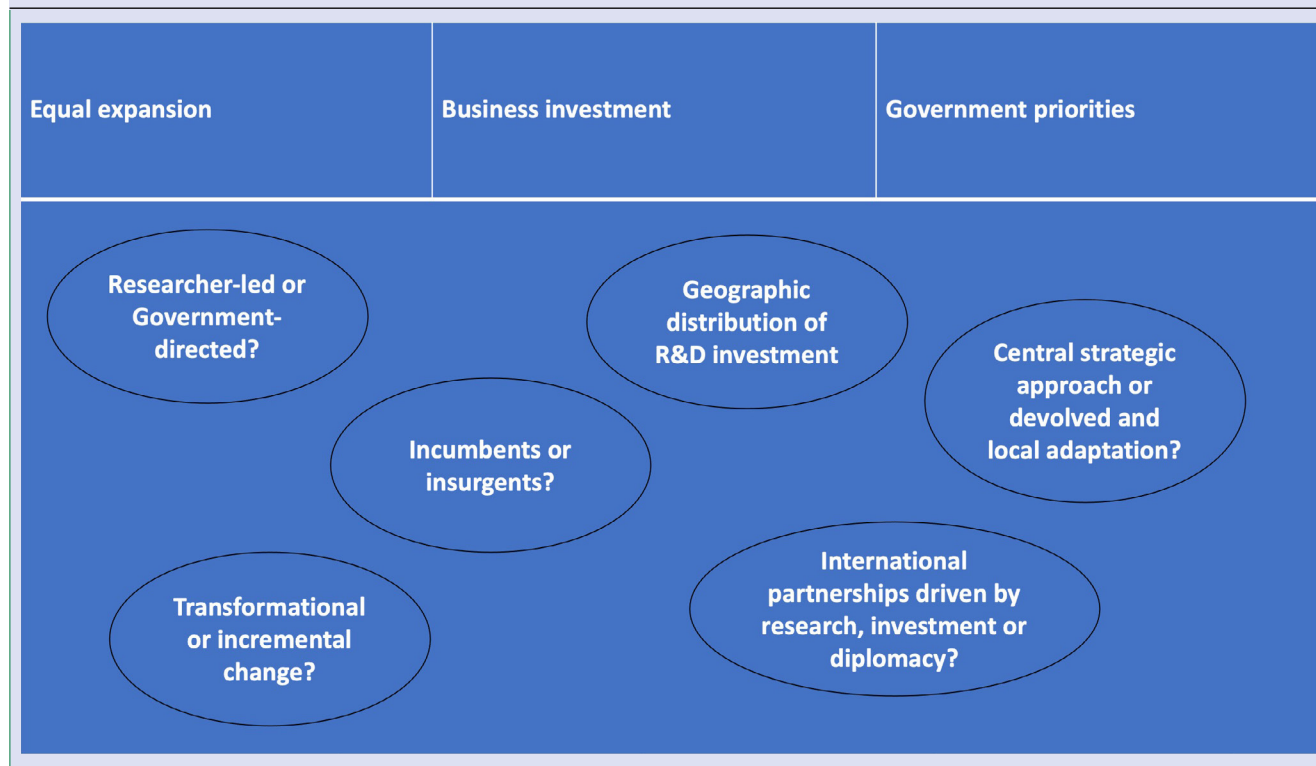 Equal expansion
Business investment
Government priorities
Researcher-led or
Government-
directed?
Geographic
distribution of
R&D investment
Central strategic
approach or
devolved and
local adaptation?
Incumbents or
insurgents?
Transformational
or incremental
change?
International
partnerships driven by
research, investment or
diplomacy?